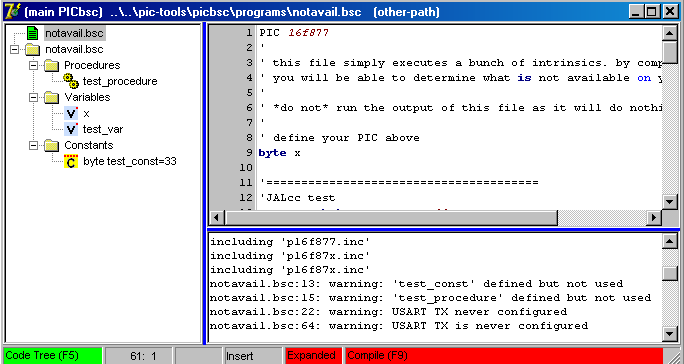 (main PICbsc) ..\..\pic-tools\picbsc\programs\notavail.bsc (other-path)
notavail.bsc
notavail.bsc
Procedures
test_procedure
Variables
x
test_var
Constants
byte test_const=33
1 PIC 16f877
2 '
3 ' this file simply executes a bunch of intrinsics. by comp
4 ' you will be able to determine what is not available on y
5 '
6 ' *do not* run the output of this file as it will do nothi
7 '
8 ' define your PIC above
9 byte x
10
11 '=======================================
12 'JALcc test
including 'p16f877.inc'
including 'p16f87x.inc'
including 'p16f87x.inc'
notavail.bsc:13: warning: 'test_const' defined but not used
notavail.bsc:15: warning: 'test_procedure' defined but not used
notavail.bsc:22: warning: USART TX never configured
notavail.bsc:64: warning: USART TX is never configured
Code Tree (F5) 61: 1 Insert Expanded Compile (F9)